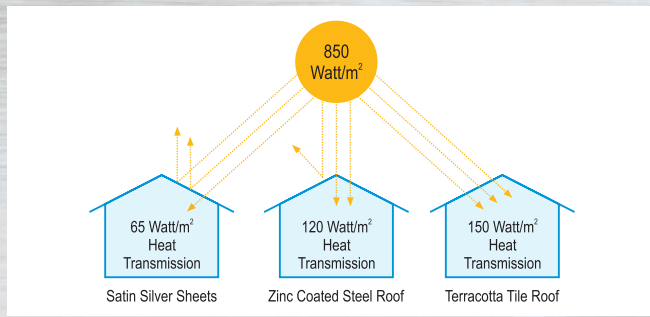 850
Watt/m²
65 Watt/m²
Heat
Transmission
120 Watt/m²
Heat
Transmission
150 Watt/m²
Heat
Transmission
Satin Silver Sheets
Zinc Coated Steel Roof
Terracotta Tile Roof